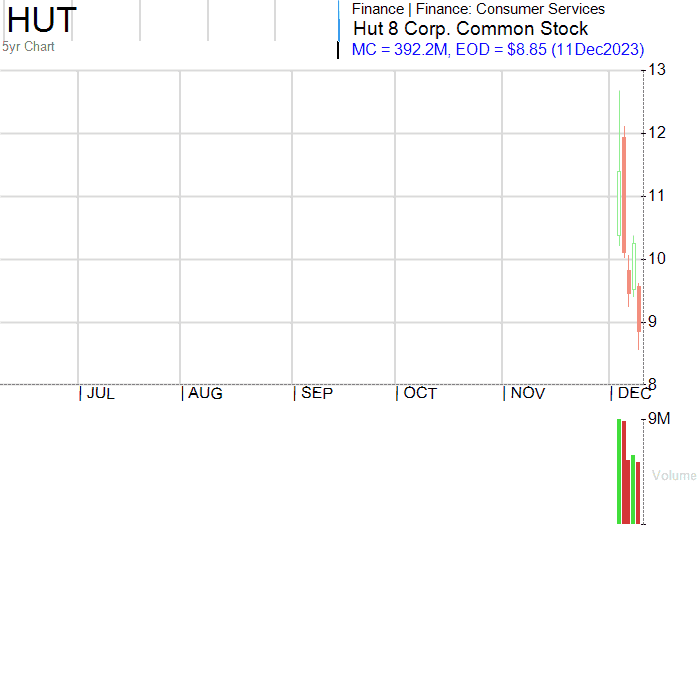 HUT
5yr Chart
Finance | Finance: Consumer Services
Hut 8 Corp. Common Stock
MC = 392.2M, EOD = $8.85 (11Dec2023)
13
12
11
10
9
8
JUL AUG SEP OCT NOV DEC
9M
Volume